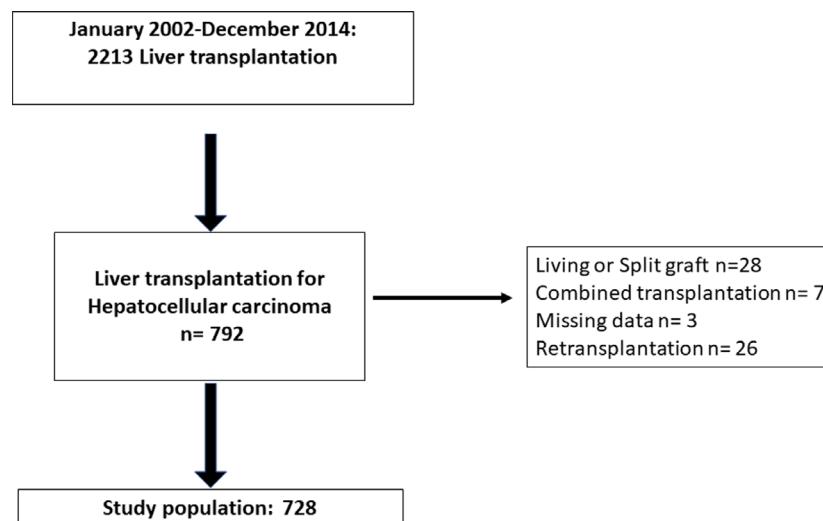 January 2002-December 2014:
2213 Liver transplantation
Liver transplantation for
Hepatocellular carcinoma
n= 792
Living or Split graft n=28
Combined transplantation n= 7
Missing data n= 3
Retransplantation n= 26
Study population: 728